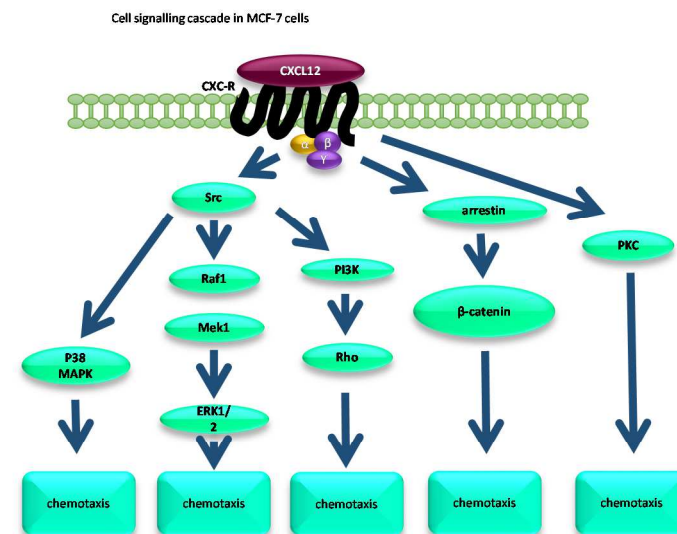 Cell signalling cascade in MCF-7 cells
CXCL12
CXC-R
α
β
γ
Src
arrestin
PKC
Raf1
PI3K
β-catenin
Mek1
P38
MAPK
Rho
ERK1/
2
chemotaxis
chemotaxis
chemotaxis
chemotaxis
chemotaxis